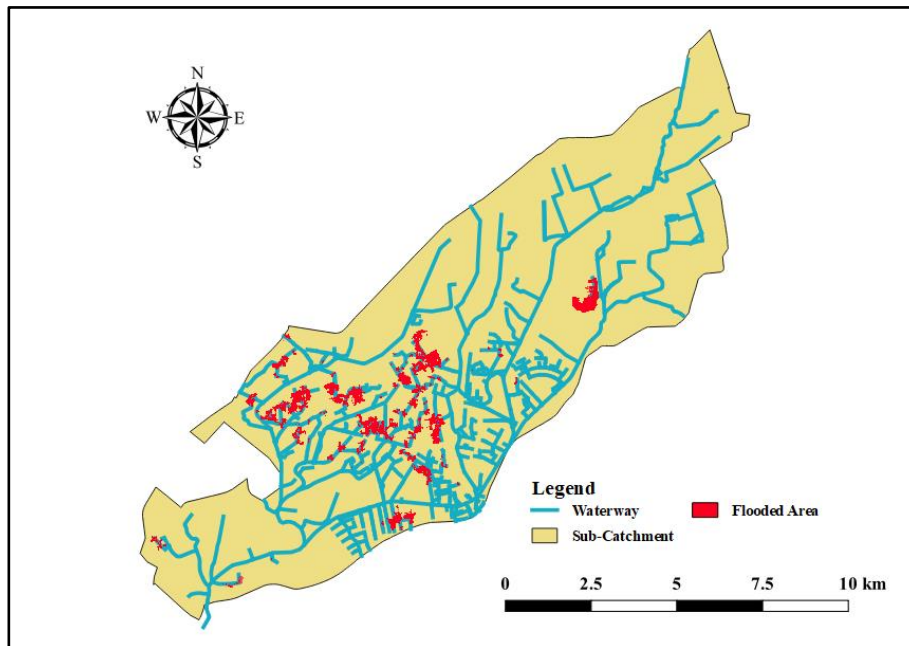 N
W E
S
Legend
Waterway Flooded Area
Sub-Catchment
0 2.5 5 7.5 10 km